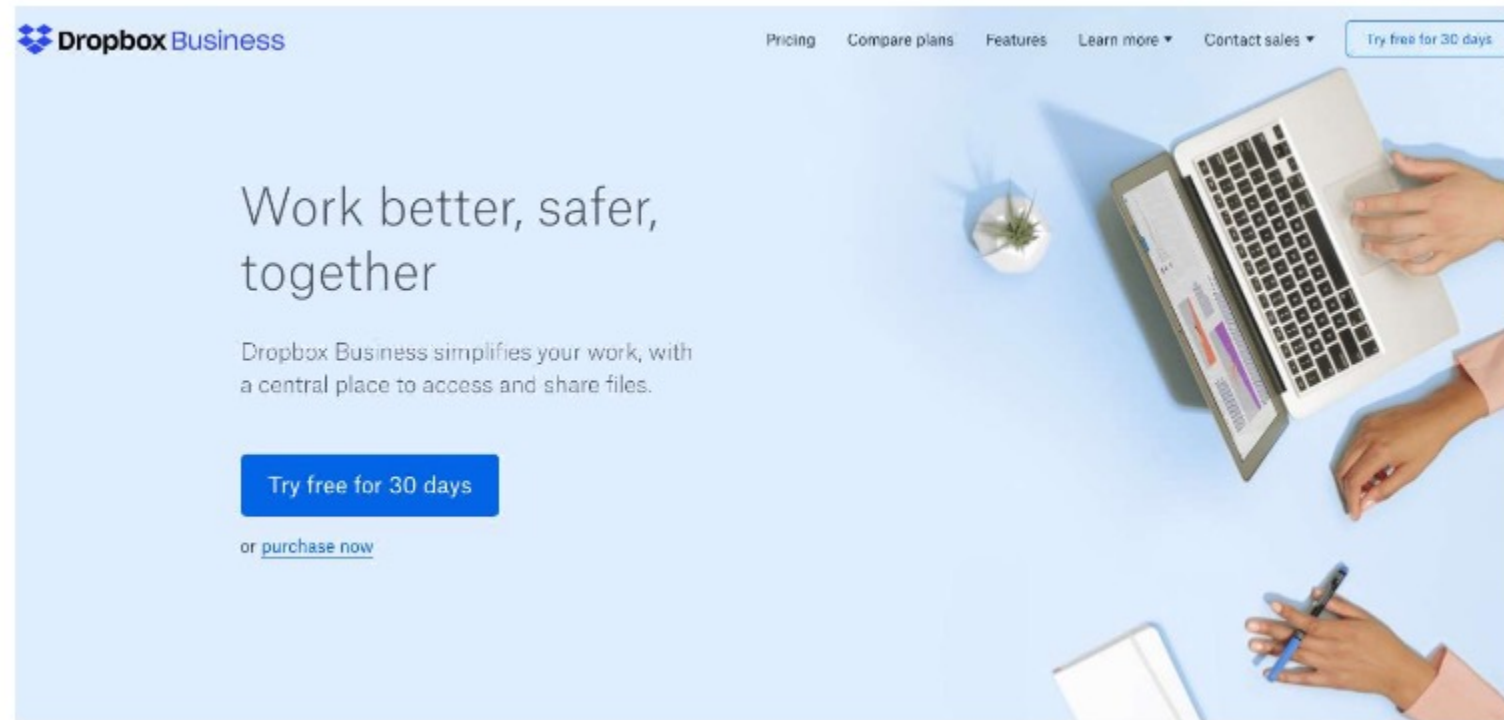 Dropbox Business
Pricing Compare plans Features Learn more Contact sales Try free for 30 days
Work better, safer,
together
Dropbox Business simplifies your work, with
a central place to access and share files.
Try free for 30 days
or purchase now